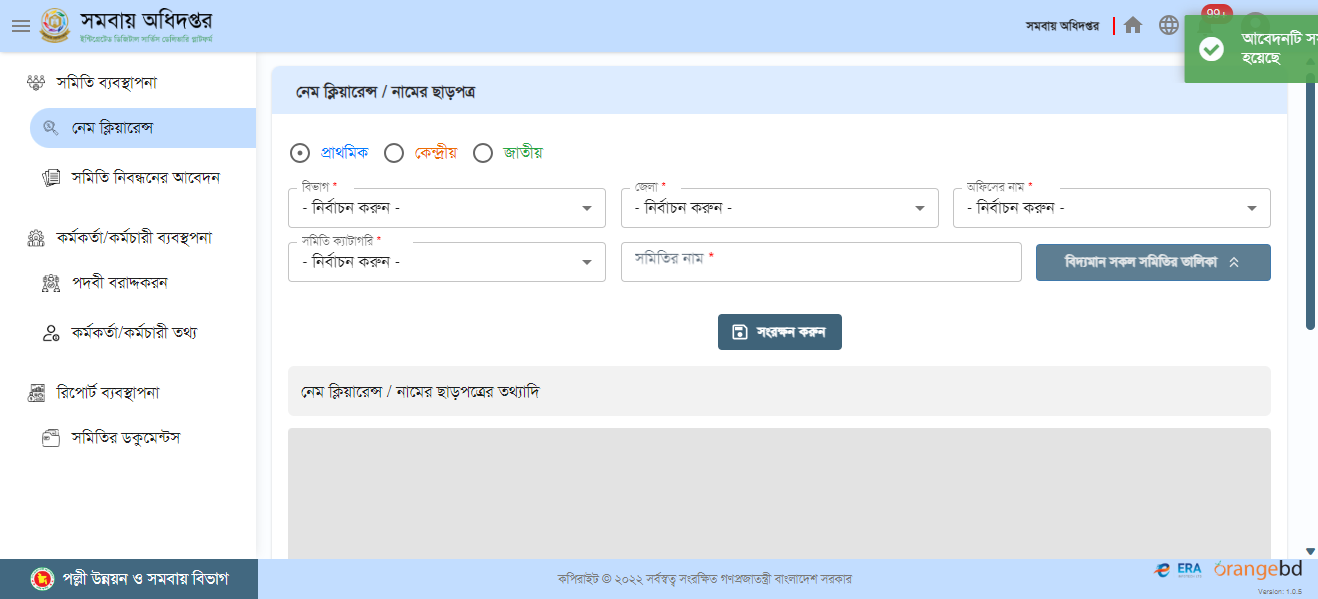 সমবায় অধিদপ্তর
ইন্টিগ্রেটেড ডিজিটাল সার্ভিস ডেলিভারি প্লাটফর্ম
সমবায় অধিদপ্তর
99+
আবেদনটি
হয়েছে
সমিতি ব্যবস্থাপনা
নেম ক্লিয়ারেন্স
সমিতি নিবন্ধনের আবেদন
কর্মকর্তা/কর্মচারী ব্যবস্থপনা
পদবী বরাদ্দকরন
কর্মকর্তা/কর্মচারী তথ্য
রিপোর্ট ব্যবস্থাপনা
সমিতির ডকুমেন্টস
নেম ক্লিয়ারেন্স / নামের ছাড়পত্র
প্রাথমিক কেন্দ্রীয় জাতীয়
বিভাগ * জেলা * অফিসের নাম *
- নির্বাচন করুন - - নির্বাচন করুন - - নির্বাচন করুন -
সমিতি ক্যাটাগরি *
- নির্বাচন করুন - সমিতির নাম * বিদ্যমান সকল সমিতির তালিকা
সংরক্ষন করুন
নেম ক্লিয়ারেন্স / নামের ছাড়পত্রের তথ্যাদি
পল্লী উন্নয়ন ও সমবায় বিভাগ
কপিরাইট © ২০২২ সর্বস্বত্ব সংরক্ষিত গণপ্রজাতন্ত্রী বাংলাদেশ সরকার
ERA
orangebd
Version: 1.0.5